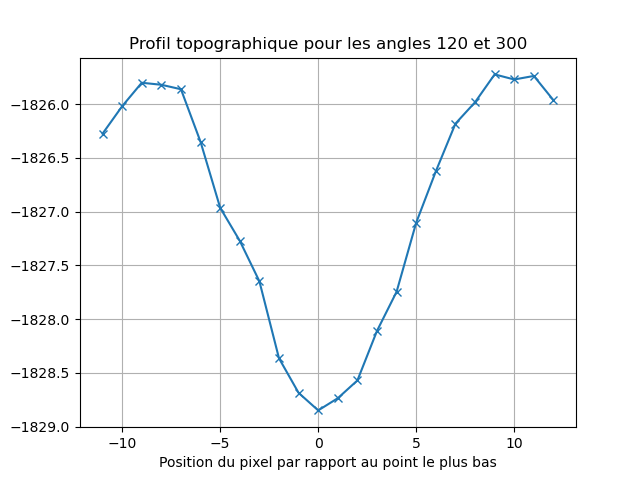 Profil topographique pour les angles 120 et 300
−1826.0
−1826.5
−1827.0
−1827.5
−1828.0
−1828.5
−1829.0
−10 −5 0 5 10
Position du pixel par rapport au point le plus bas